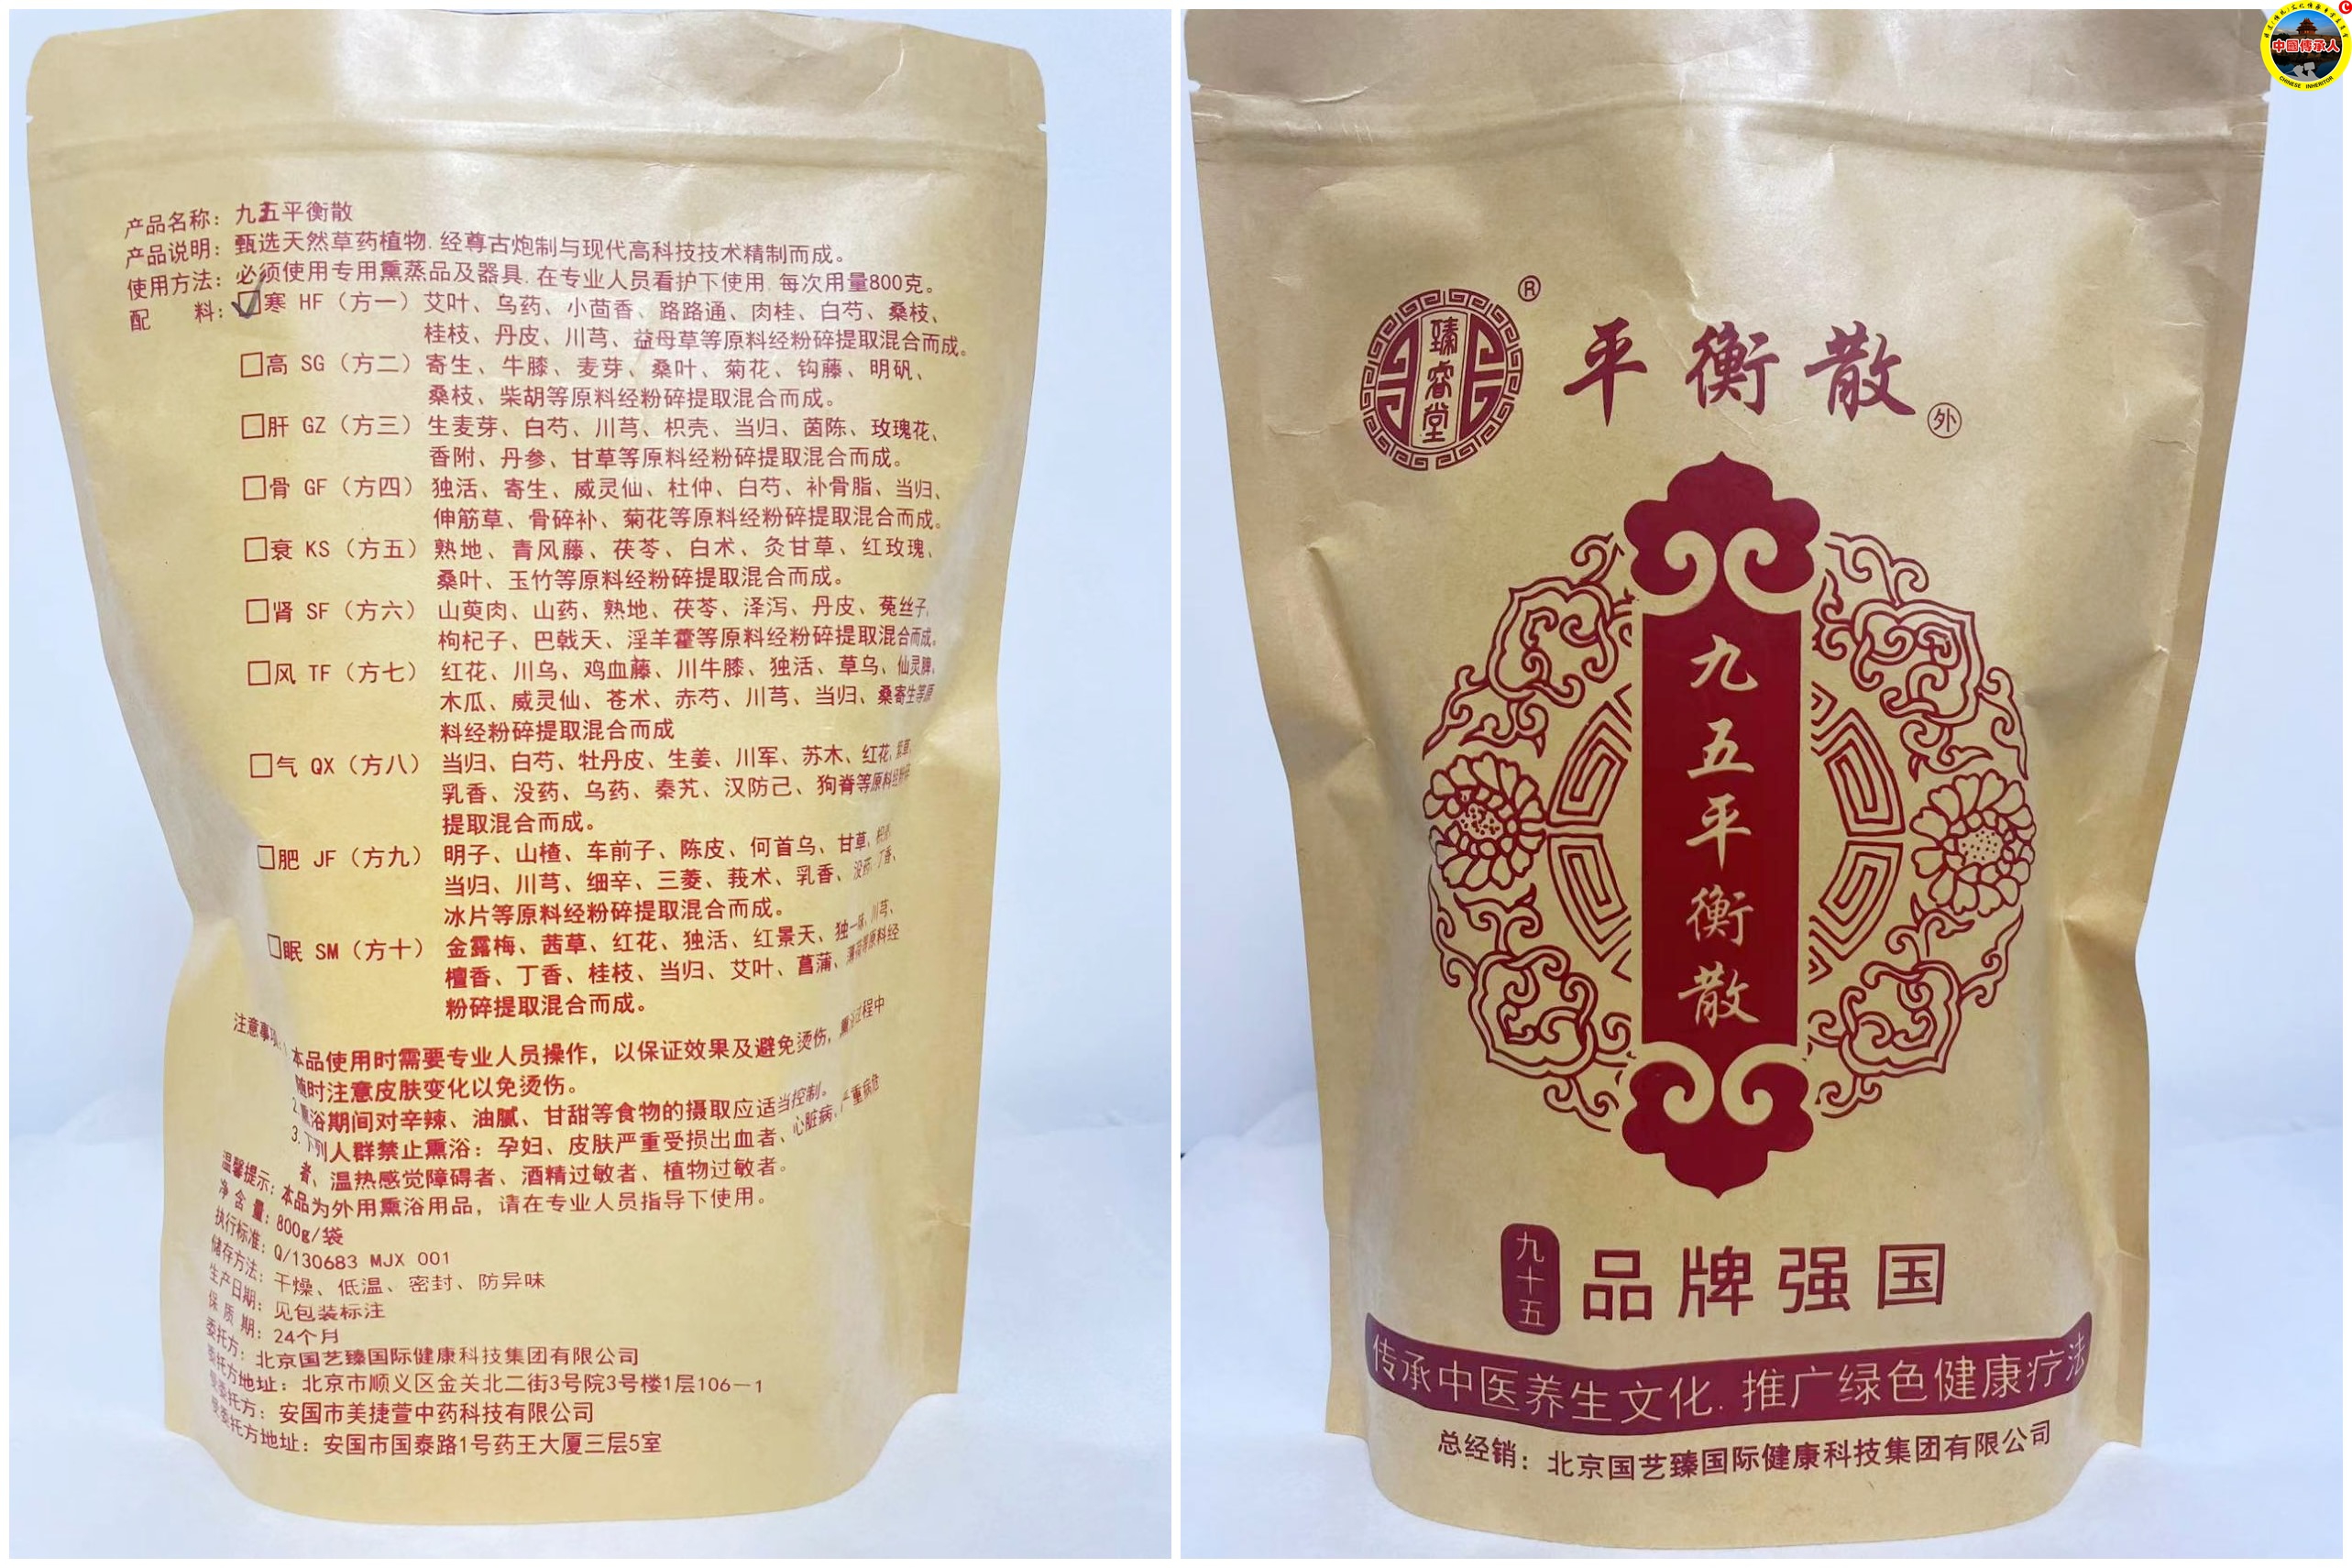 产品名称：九五平衡散
产品说明：甄选天然草药植物.经尊古炮制与现代高科技技术精制而成。
使用方法：必须使用专用熏蒸品及器具.在专业人员看护下使用.每次用量800克。
配 料：☑寒 HF（方一）艾叶、乌药、小茴香、路路通、肉桂、白芍、桑枝、
桂枝、丹皮、川芎、益母草等原料经粉碎提取混合而成。
□高 SG（方二）寄生、牛膝、麦芽、桑叶、菊花、钩藤、明矾、
桑枝、柴胡等原料经粉碎提取混合而成。
□肝 GZ（方三）生麦芽、白芍、川芎、枳壳、当归、茵陈、玫瑰花、
香附、丹参、甘草等原料经粉碎提取混合而成。
□骨 GF（方四）独活、寄生、威灵仙、杜仲、白芍、补骨脂、当归、
伸筋草、骨碎补、菊花等原料经粉碎提取混合而成。
□衰 KS（方五）熟地、青风藤、茯苓、白术、灸甘草、红玫瑰、
桑叶、玉竹等原料经粉碎提取混合而成。
□肾 SF（方六）山萸肉、山药、熟地、茯苓、泽泻、丹皮、菟丝子,
枸杞子、巴戟天、淫羊藿等原料经粉碎提取混合而成。
□风 TF（方七）红花、川乌、鸡血藤、川牛膝、独活、草乌、仙灵脾、
木瓜、威灵仙、苍术、赤芍、川芎、当归、桑寄生等原
料经粉碎提取混合而成
□气 QX（方八）当归、白芍、牡丹皮、生姜、川军、苏木、红花、
乳香、没药、乌药、秦艽、汉防己、狗脊等原料经粉碎
提取混合而成。
□肥 JF（方九）明子、山楂、车前子、陈皮、何首乌、甘草、
当归、川芎、细辛、三菱、莪术、乳香、没药、丁香、
冰片等原料经粉碎提取混合而成。
□眠 SM（方十）金露梅、茜草、红花、独活、红景天、独一味、川芎、
檀香、丁香、桂枝、当归、艾叶、菖蒲、薄荷等原料经
粉碎提取混合而成。
注意事项：1 本品使用时需要专业人员操作，以保证效果及避免烫伤，熏浴过程中
随时注意皮肤变化以免烫伤。
2.熏浴期间对辛辣、油腻、甘甜等食物的摄取应适当控制。
3.下列人群禁止熏浴：孕妇、皮肤严重受损出血者、心脏病、严重病危
者、温热感觉障碍者、酒精过敏者、植物过敏者。
温馨提示：本品为外用熏浴用品，请在专业人员指导下使用。
净含量：800g/袋
执行标准：Q/130683 MJX 001
储存方法：干燥、低温、密封、防异味
生产日期：见包装标注
保质期：24个月
委托方：北京国艺臻国际健康科技集团有限公司
委托方地址：北京市顺义区金关北二街3号院3号楼1层106－1
受委托方：安国市美捷萱中药科技有限公司
受委托方地址：安国市国泰路1号药王大厦三层5室
臻睿堂
®
平衡散
外
九五平衡散
九十五
品牌强国
传承中医养生文化.推广绿色健康疗法
总经销：北京国艺臻国际健康科技集团有限公司
中国傳承人
CHINESE INHERITOR